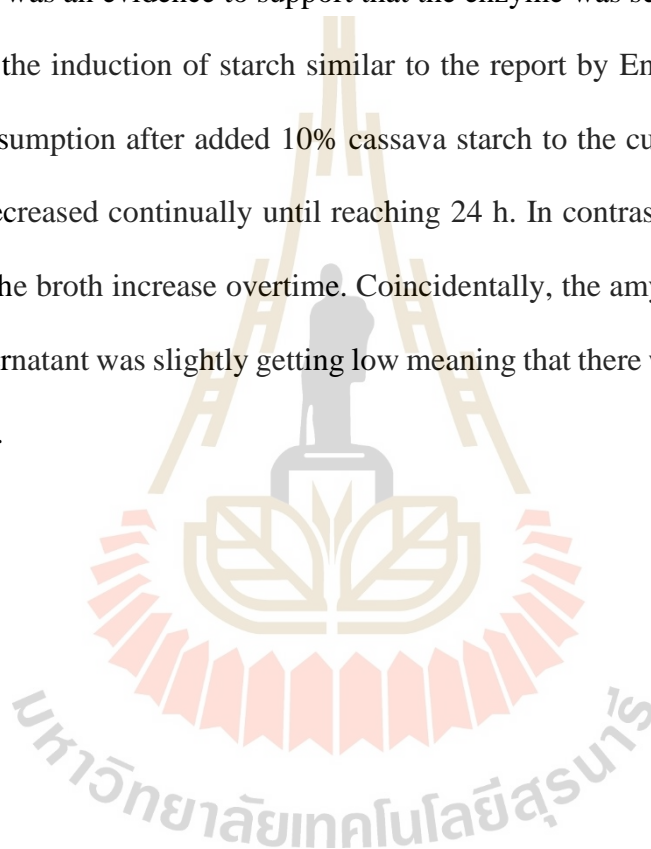 was an evidence to support that the enzyme was se
the induction of starch similar to the report by En
sumption after added 10% cassava starch to the cu
ecreased continually until reaching 24 h. In contras
he broth increase overtime. Coincidentally, the amy
rnatant was slightly getting low meaning that there
มหาวิทยาลัยเทคโนโลยีสุรนารี